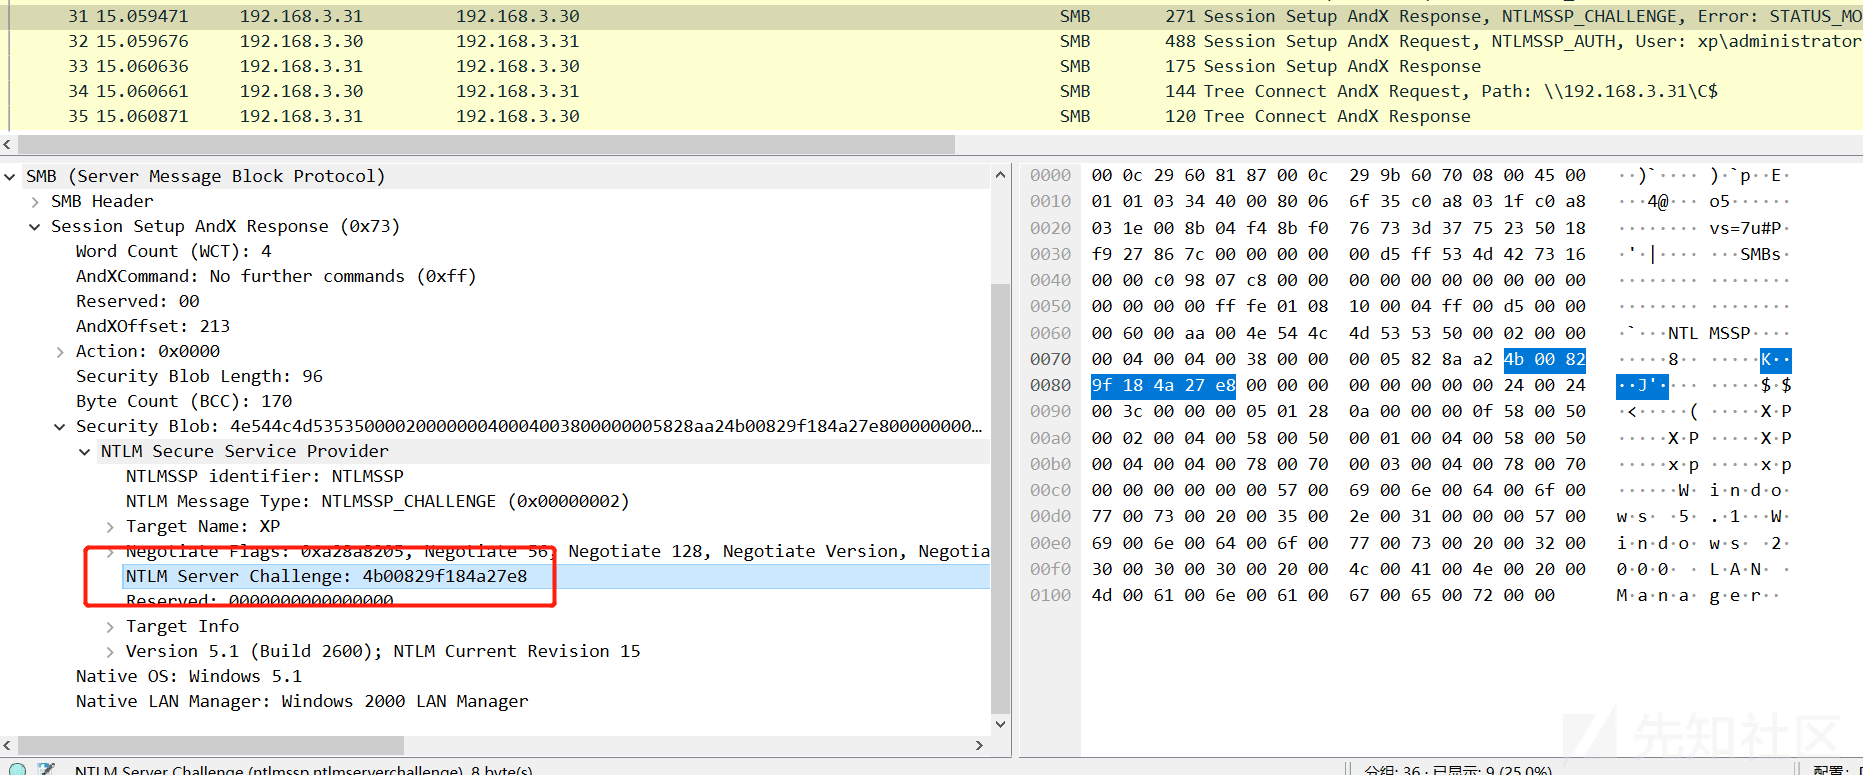 31 15.059471 192.168.3.31 192.168.3.30 SMB 271 Session Setup AndX Response, NTLMSSP_CHALLENGE, Error: STATUS_MO
32 15.059676 192.168.3.30 192.168.3.31 SMB 488 Session Setup AndX Request, NTLMSSP_AUTH, User: xp\administrator
33 15.060636 192.168.3.31 192.168.3.30 SMB 175 Session Setup AndX Response
34 15.060661 192.168.3.30 192.168.3.31 SMB 144 Tree Connect AndX Request, Path: \\192.168.3.31\C$
35 15.060871 192.168.3.31 192.168.3.30 SMB 120 Tree Connect AndX Response
SMB (Server Message Block Protocol)
SMB Header
Session Setup AndX Response (0x73)
Word Count (WCT): 4
AndXCommand: No further commands (0xff)
Reserved: 00
AndXOffset: 213
Action: 0x0000
Security Blob Length: 96
Byte Count (BCC): 170
Security Blob: 4e544c4d5353500002000000040004003800000005828aa24b00829f184a27e800000000…
NTLM Secure Service Provider
NTLMSSP identifier: NTLMSSP
NTLM Message Type: NTLMSSP_CHALLENGE (0x00000002)
Target Name: XP
Negotiate Flags: 0xa28a8205, Negotiate 56, Negotiate 128, Negotiate Version, Negotia
NTLM Server Challenge: 4b00829f184a27e8
Reserved: 0000000000000000
Target Info
Version 5.1 (Build 2600); NTLM Current Revision 15
Native OS: Windows 5.1
Native LAN Manager: Windows 2000 LAN Manager
0000 00 0c 29 60 81 87 00 0c 29 9b 60 70 08 00 45 00 ··)`···· )·`p··E·
0010 01 01 03 34 40 00 80 06 6f 35 c0 a8 03 1f c0 a8 ···4@··· o5······
0020 03 1e 00 8b 04 f4 8b f0 76 73 3d 37 75 23 50 18 ········ vs=7u#P·
0030 f9 27 86 7c 00 00 00 00 00 d5 ff 53 4d 42 73 16 ·'·|···· ···SMBs·
0040 00 00 c0 98 07 c8 00 00 00 00 00 00 00 00 00 00 ········ ········
0050 00 00 00 00 ff fe 01 08 10 00 04 ff 00 d5 00 00 ········ ········
0060 00 60 00 aa 00 4e 54 4c 4d 53 53 50 00 02 00 00 ·`···NTL MSSP····
0070 00 04 00 04 00 38 00 00 00 05 82 8a a2 4b 00 82 ·····8·· ·····K··
0080 9f 18 4a 27 e8 00 00 00 00 00 00 00 00 24 00 24 ··J'···· ·····$·$
0090 00 3c 00 00 00 05 01 28 0a 00 00 00 0f 58 00 50 ·<·····( ·····X·P
00a0 00 02 00 04 00 58 00 50 00 01 00 04 00 58 00 50 ·····X·P ·····X·P
00b0 00 04 00 04 00 78 00 70 00 03 00 04 00 78 00 70 ·····x·p ·····x·p
00c0 00 00 00 00 00 57 00 69 00 6e 00 64 00 6f 00 ······W· i·n·d·o·
00d0 77 00 73 00 20 00 35 00 2e 00 31 00 00 00 57 00 w·s· ·5· .·1···W·
00e0 69 00 6e 00 64 00 6f 00 77 00 73 00 20 00 32 00 i·n·d·o· w·s· ·2·
00f0 30 00 30 00 30 00 20 00 4c 00 41 00 4e 00 20 00 0·0·0· · L·A·N· ·
0100 4d 00 61 00 6e 00 61 00 67 00 65 00 72 00 00 M·a·n·a· g·e·r··
先知社区
NTLM Server Challenge (ntlmssp.ntlmserverchallenge), 8 byte(s)
分组: 36 · 已显示: 9 (25.0%)
配置: